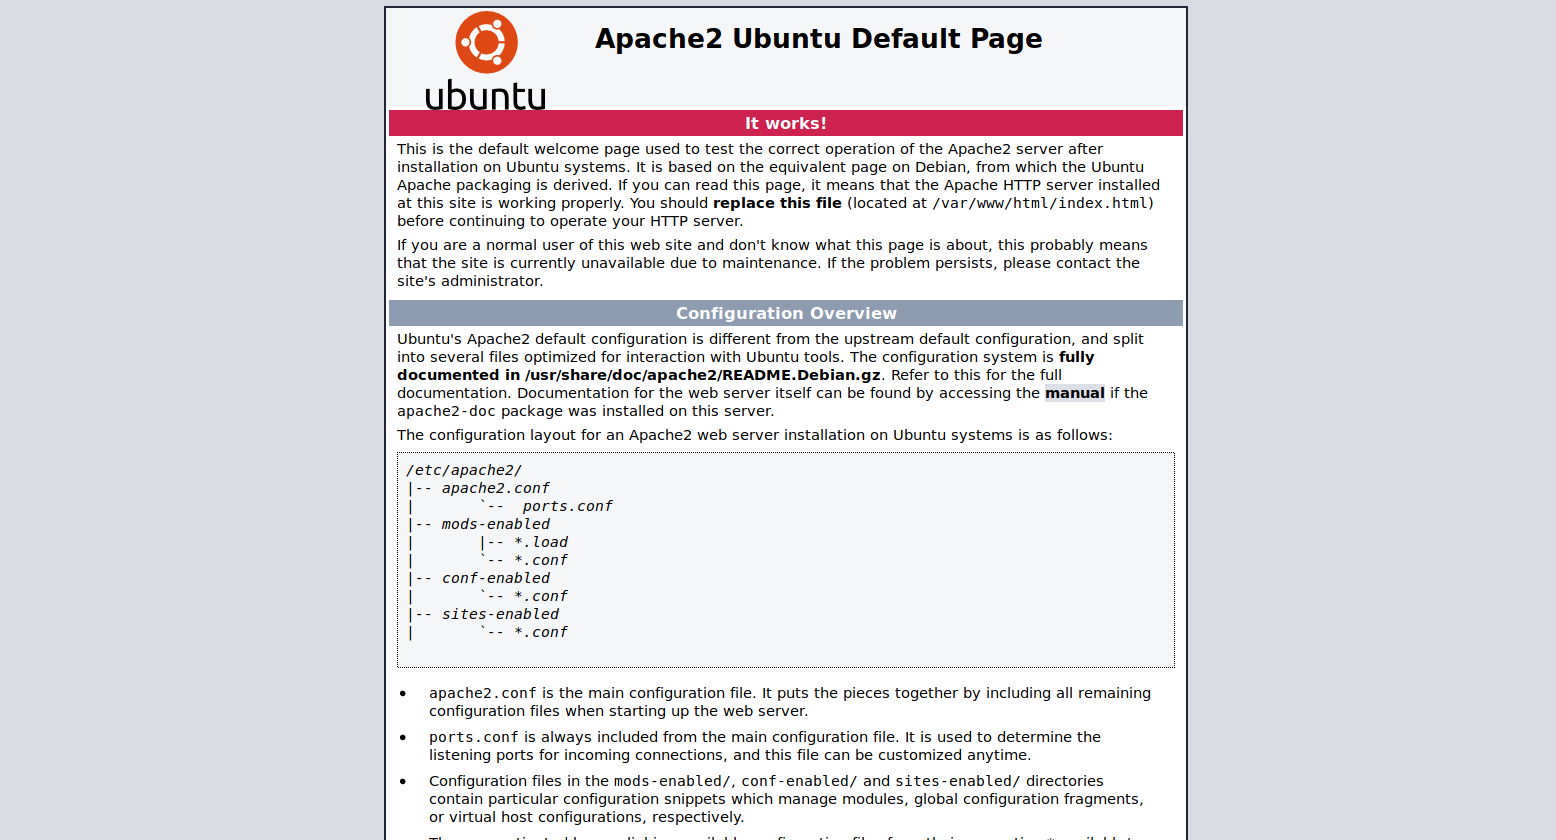 ubuntu
Apache2 Ubuntu Default Page
It works!
This is the default welcome page used to test the correct operation of the Apache2 server after
installation on Ubuntu systems. It is based on the equivalent page on Debian, from which the Ubuntu
Apache packaging is derived. If you can read this page, it means that the Apache HTTP server installed
at this site is working properly. You should replace this file (located at /var/www/html/index.html)
before continuing to operate your HTTP server.
If you are a normal user of this web site and don't know what this page is about, this probably means
that the site is currently unavailable due to maintenance. If the problem persists, please contact the
site's administrator.
Configuration Overview
Ubuntu's Apache2 default configuration is different from the upstream default configuration, and split
into several files optimized for interaction with Ubuntu tools. The configuration system is fully
documented in /usr/share/doc/apache2/README.Debian.gz. Refer to this for the full
documentation. Documentation for the web server itself can be found by accessing the manual if the
apache2-doc package was installed on this server.
The configuration layout for an Apache2 web server installation on Ubuntu systems is as follows:
/etc/apache2/
|-- apache2.conf
|       `--  ports.conf
|-- mods-enabled
|       |-- *.load
|       `-- *.conf
|-- conf-enabled
|       `-- *.conf
|-- sites-enabled
|       `-- *.conf
• apache2.conf is the main configuration file. It puts the pieces together by including all remaining
configuration files when starting up the web server.
• ports.conf is always included from the main configuration file. It is used to determine the
listening ports for incoming connections, and this file can be customized anytime.
• Configuration files in the mods-enabled/, conf-enabled/ and sites-enabled/ directories
contain particular configuration snippets which manage modules, global configuration fragments,
or virtual host configurations, respectively.